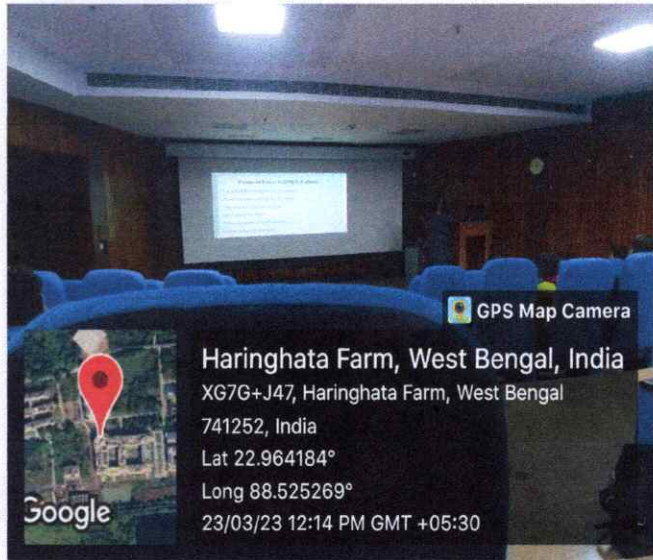 GPS Map Camera
Haringhata Farm, West Bengal, India
XG7G+J47, Haringhata Farm, West Bengal
741252, India
Lat 22.964184°
Long 88.525269°
23/03/23 12:14 PM GMT +05:30
Google